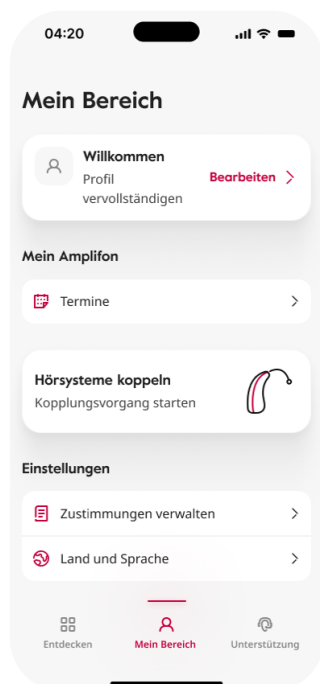 04:20
Mein Bereich
Willkommen
Profil
vervollständigen
Bearbeiten
Mein Amplifon
Termine
Hörsysteme koppeln
Kopplungsvorgang starten
Einstellungen
Zustimmungen verwalten
Land und Sprache
Entdecken
Mein Bereich
Unterstützung